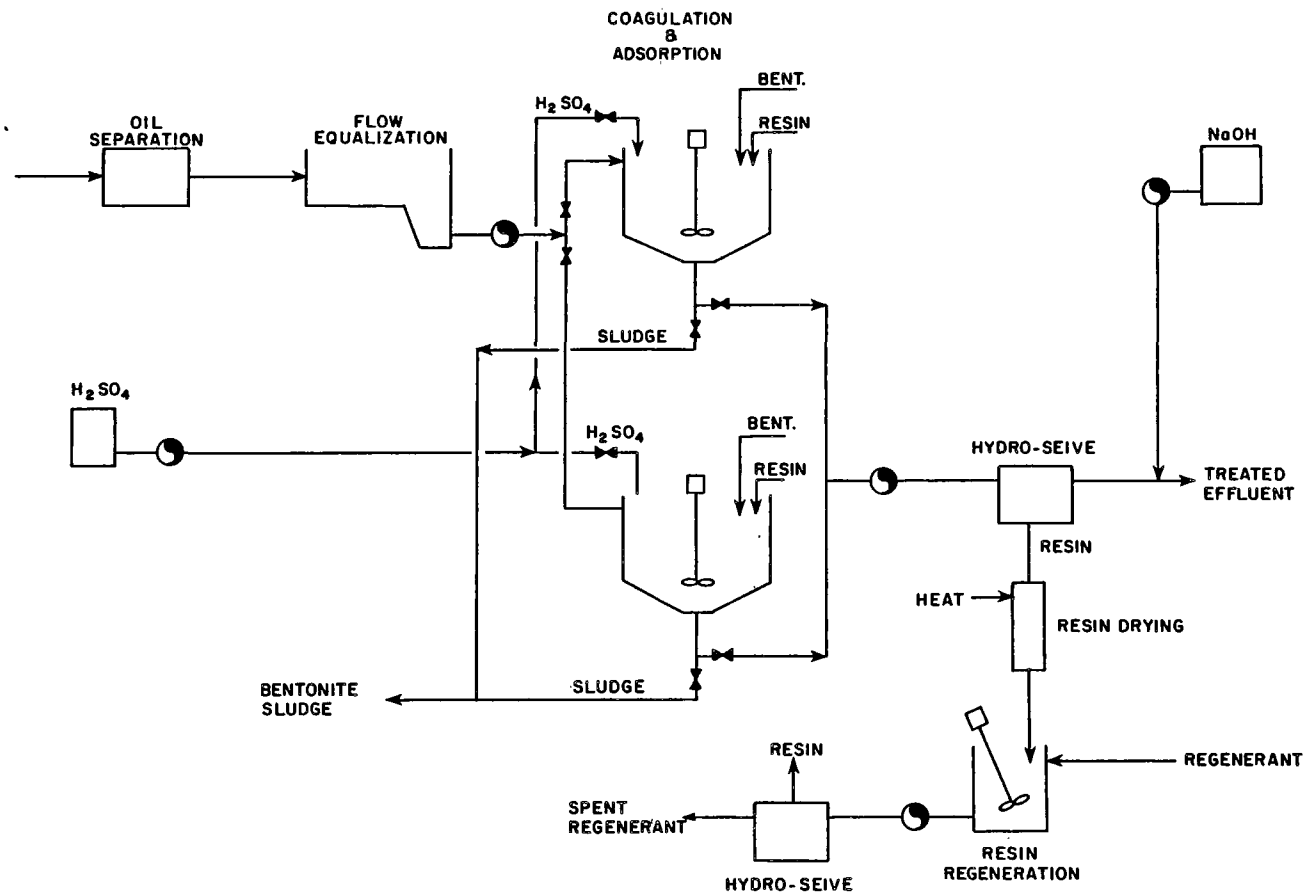 COAGULATION
&
ADSORPTION
BENT.
H2SO4
RESIN
OIL
SEPARATION
FLOW
EQUALIZATION
NaOH
SLUDGE
H2SO4
H2SO4
BENT.
RESIN
HYDRO-SEIVE
TREATED
EFFLUENT
RESIN
HEAT
RESIN DRYING
SLUDGE
BENTONITE
SLUDGE
RESIN
REGENERANT
SPENT
REGENERANT
RESIN
REGENERATION
HYDRO-SEIVE